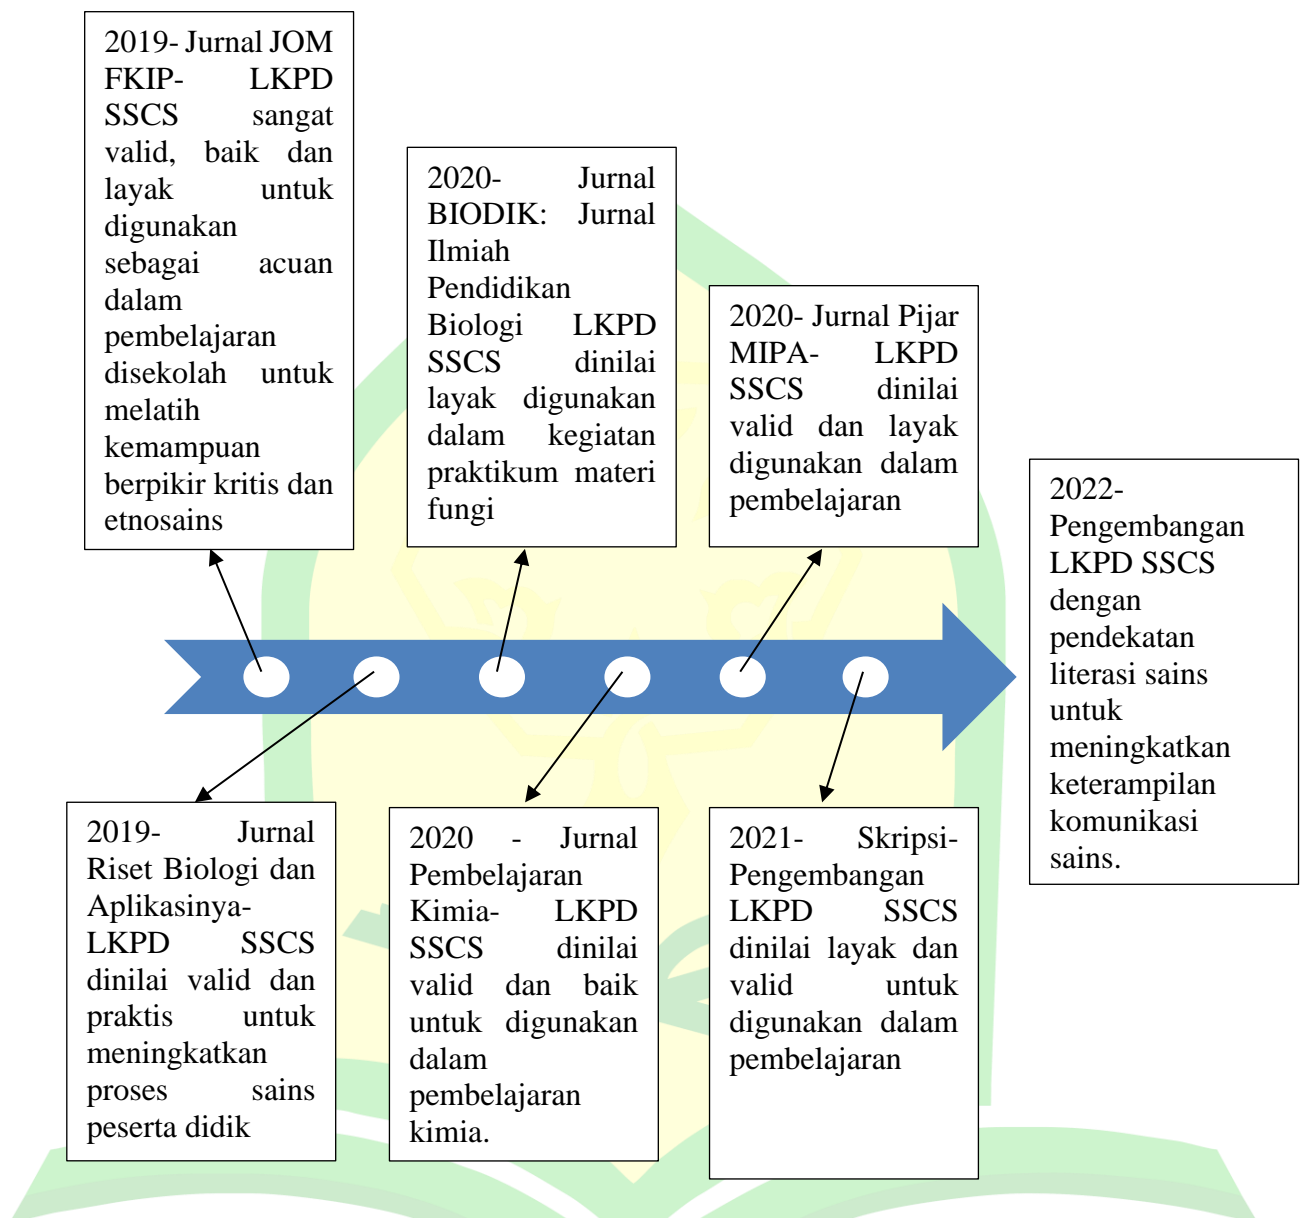 2019- Jurnal JOM
FKIP- LKPD
SSCS sangat
valid, baik dan
layak untuk
digunakan
sebagai acuan
dalam
pembelajaran
disekolah untuk
melatih
kemampuan
berpikir kritis dan
etnosains
2019- Jurnal
Riset Biologi dan
Aplikasinya-
LKPD SSCS
dinilai valid dan
praktis untuk
meningkatkan
proses sains
peserta didik
2020- Jurnal
BIODIK: Jurnal
Ilmiah
Pendidikan
Biologi LKPD
SSCS dinilai
layak digunakan
dalam kegiatan
praktikum materi
fungi
2020 - Jurnal
Pembelajaran
Kimia- LKPD
SSCS dinilai
valid dan baik
untuk digunakan
dalam
pembelajaran
kimia.
2020- Jurnal Pijar
MIPA- LKPD
SSCS dinilai
valid dan layak
digunakan dalam
pembelajaran
2021- Skripsi-
Pengembangan
LKPD SSCS
dinilai layak dan
valid untuk
digunakan dalam
pembelajaran
2022-
Pengembangan
LKPD SSCS
dengan
pendekatan
literasi sains
untuk
meningkatkan
keterampilan
komunikasi
sains.